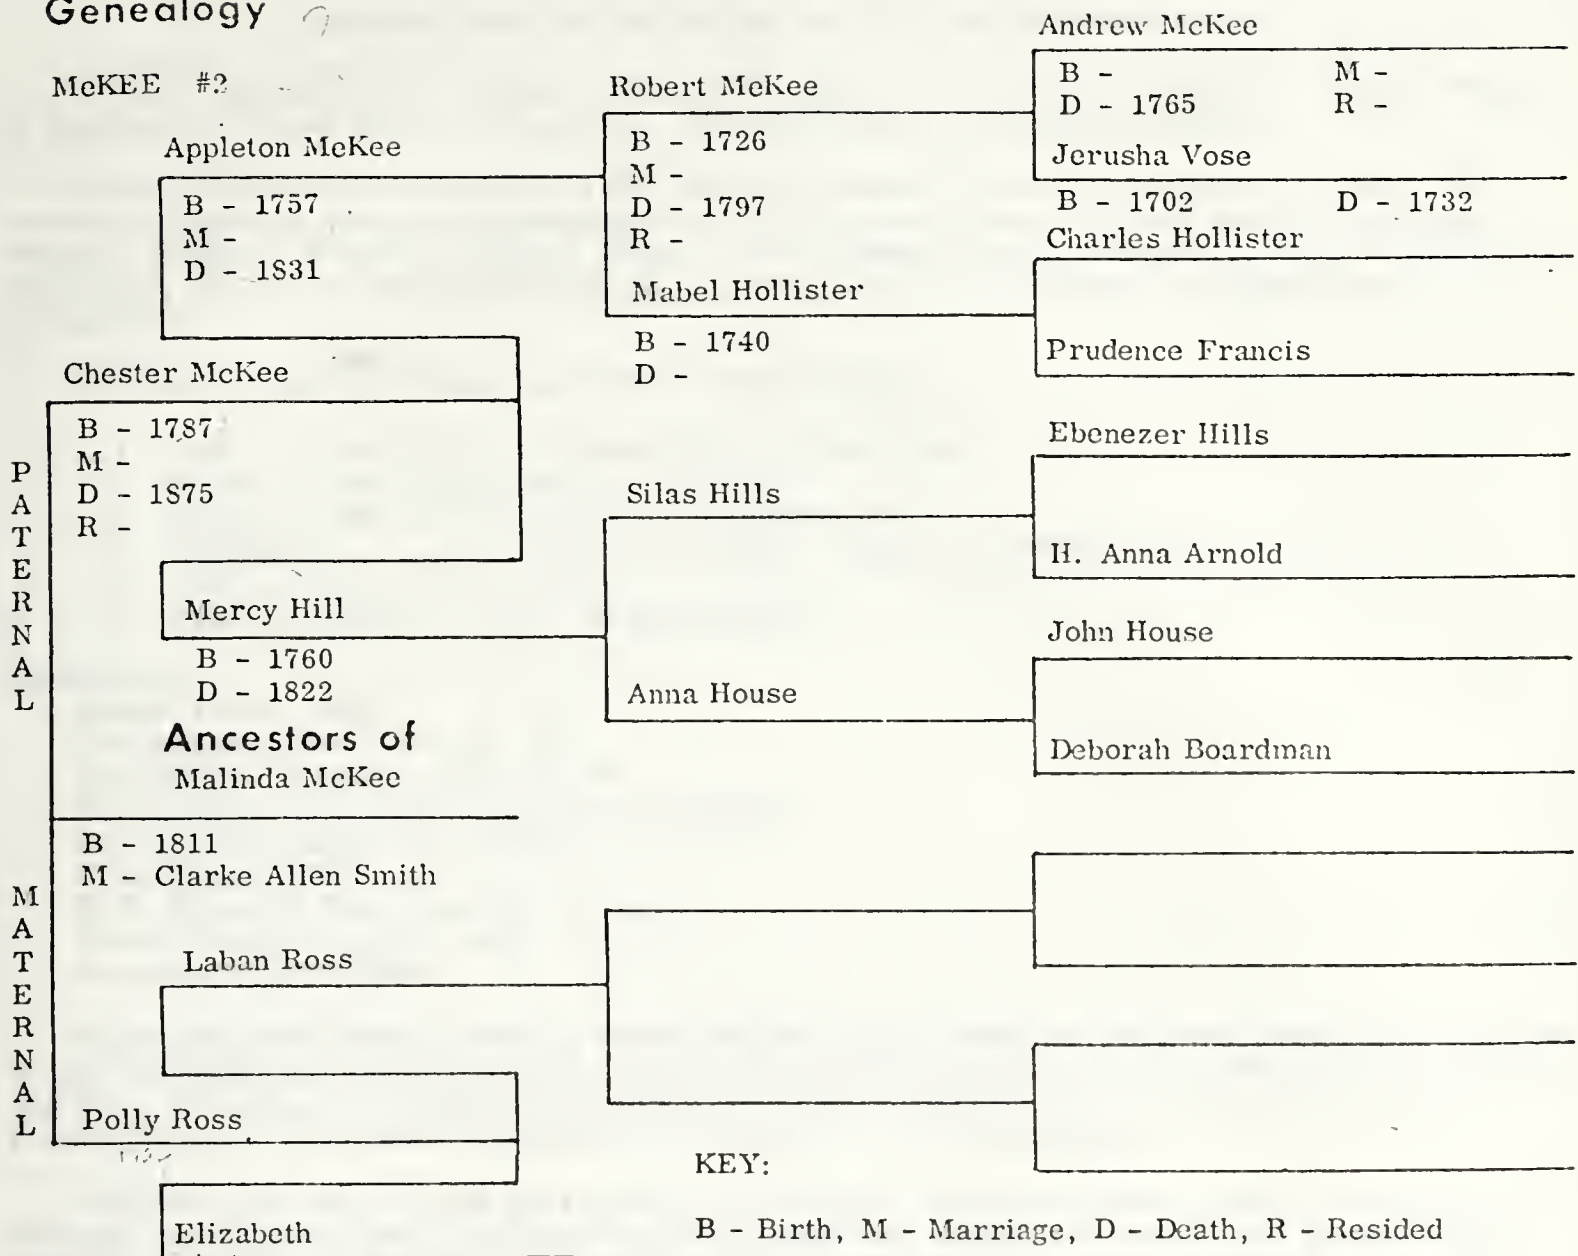 Genealogy
McKEE #2
Andrew McKee
B -
M -
D - 1765
R -
Jerusha Vose
B - 1702
D - 1732
Robert McKee
B - 1726
M -
D - 1797
R -
Mabel Hollister
B - 1740
D -
Charles Hollister
Prudence Francis
Appleton McKee
B - 1757
M -
D - 1831
Chester McKee
B - 1787
M -
D - 1875
R -
Mercy Hill
B - 1760
D - 1822
Silas Hills
Anna House
Ebenezer Hills
H. Anna Arnold
John House
Deborah Boardman
PATERNAL
Ancestors of
Malinda McKee
B - 1811
M - Clarke Allen Smith
MATERNAL
Laban Ross
Polly Ross
Elizabeth
KEY:
B - Birth, M - Marriage, D - Death, R - Resided